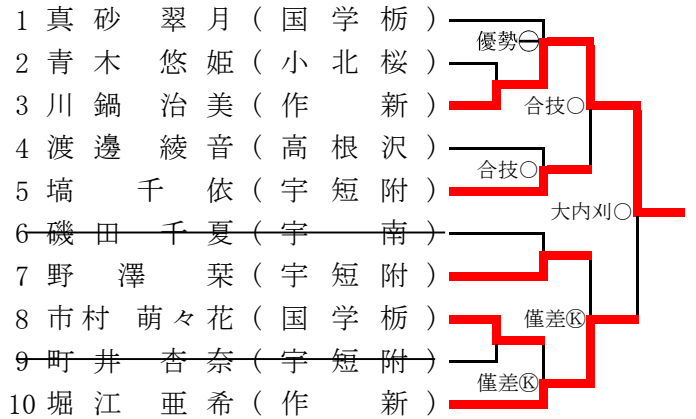 1 真砂 翠月(国学栃)
優勢㊀
2 青木 悠姫(小北桜)
3 川鍋 治美(作 新)
合技○
4 渡邊 綾音(高根沢)
合技○
5 塙 千依(宇短附)
大内刈○
6 磯田 千夏(宇 南)
7 野澤 栞(宇短附)
8 市村 萌々花(国学栃)
僅差Ⓚ
9 町井 杏奈(宇短附)
僅差Ⓚ
10 堀江 亜希(作 新)